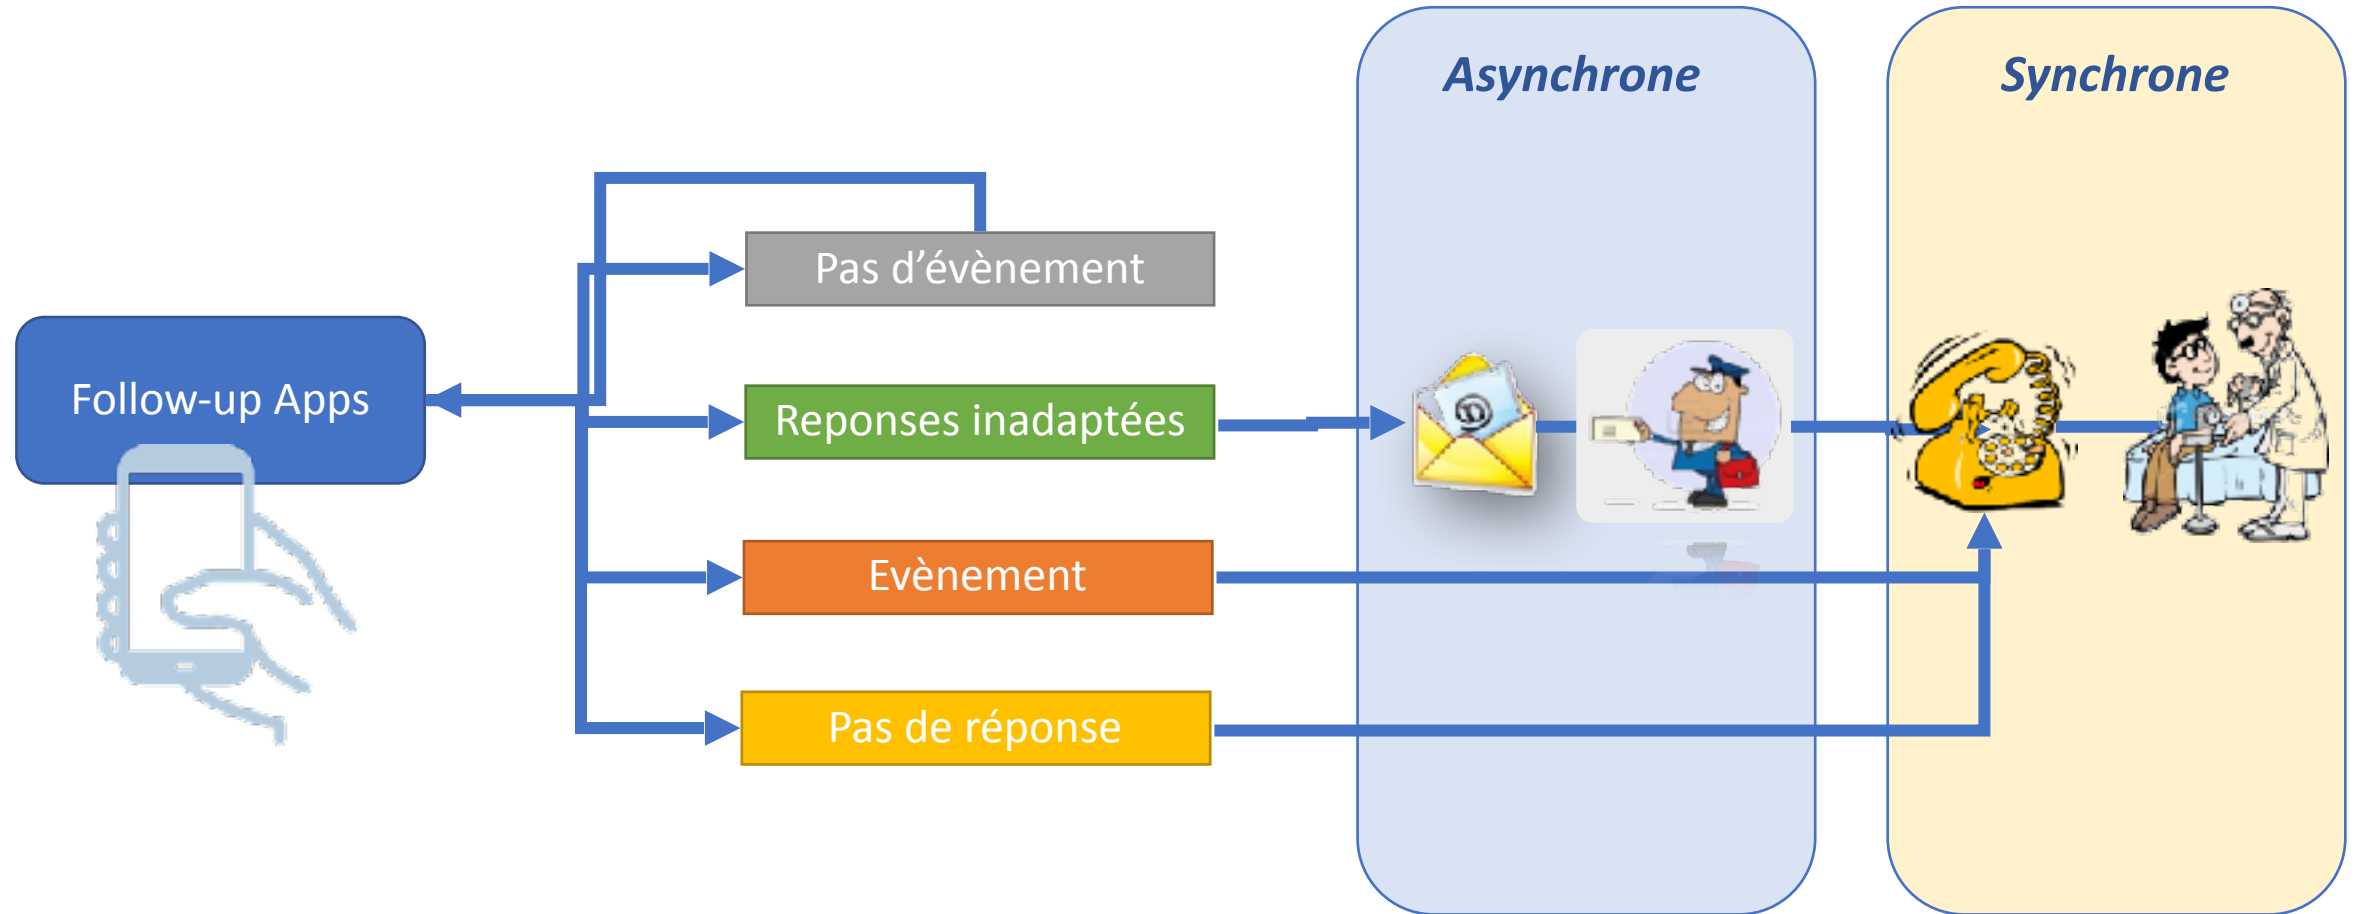 Asynchrone
Synchrone
Pas d’évènement
Follow-up Apps
Reponses inadaptées
Evènement
Pas de réponse